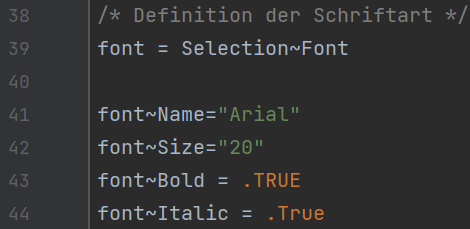 38 /* Definition der Schriftart */
39 font = Selection~Font
40
41 font~Name="Arial"
42 font~Size="20"
43 font~Bold = .TRUE
44 font~Italic = .True